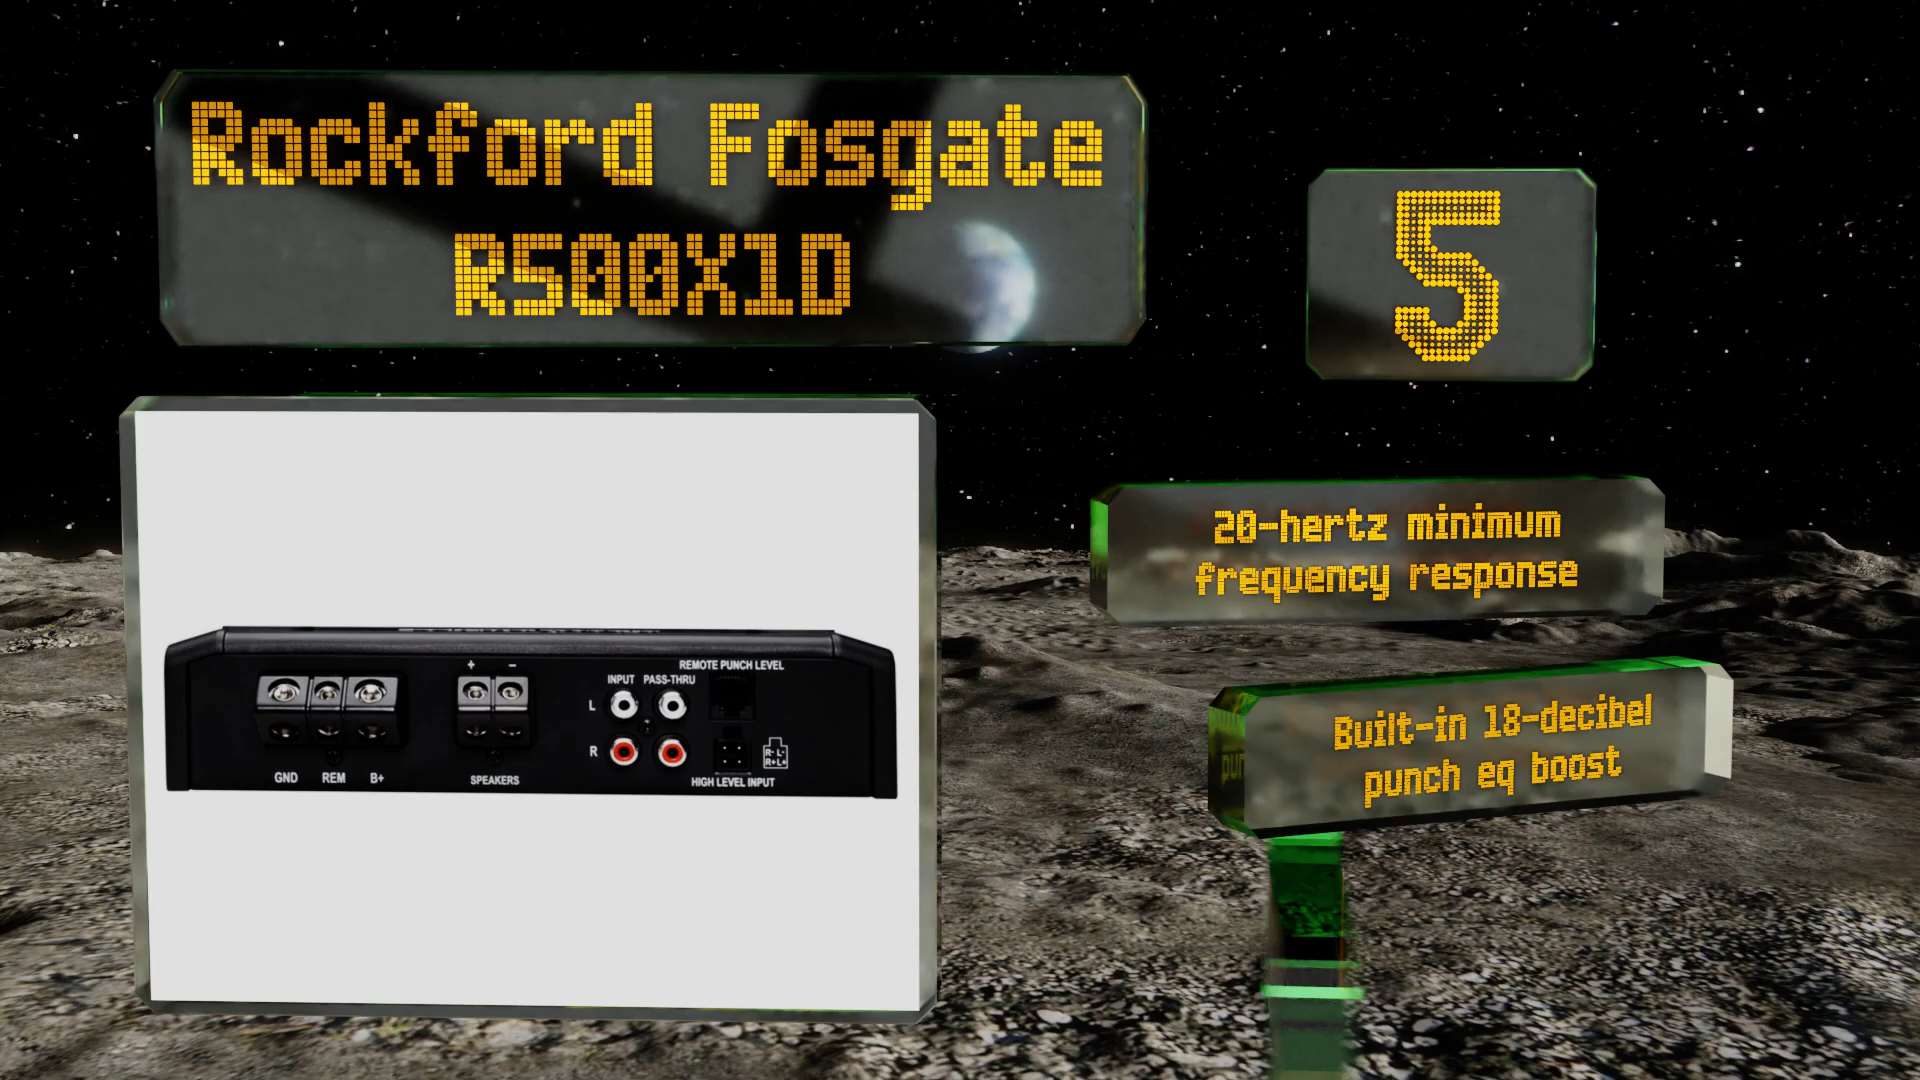 Rockford Fosgate
R500X1D
5
20-hertz minimum
frequency response
Built-in 18-decibel
punch eq boost
+ -
REMOTE PUNCH LEVEL
INPUT PASS-THRU
L
R
R- L-
R+ L+
GND REM B+
SPEAKERS
HIGH LEVEL INPUT